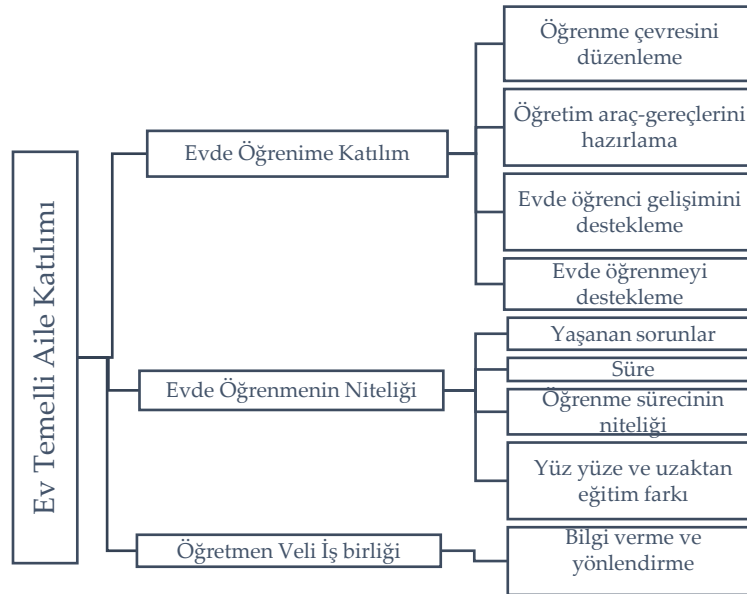 Ev Temelli Aile Katılımı
Evde Öğrenime Katılım
Öğrenme çevresini
düzenleme
Öğretim araç-gereçlerini
hazırlama
Evde öğrenci gelişimini
destekleme
Evde öğrenmeyi
destekleme
Evde Öğrenmenin Niteliği
Yaşanan sorunlar
Süre
Öğrenme sürecinin
niteliği
Yüz yüze ve uzaktan
eğitim farkı
Öğretmen Veli İş birliği
Bilgi verme ve
yönlendirme